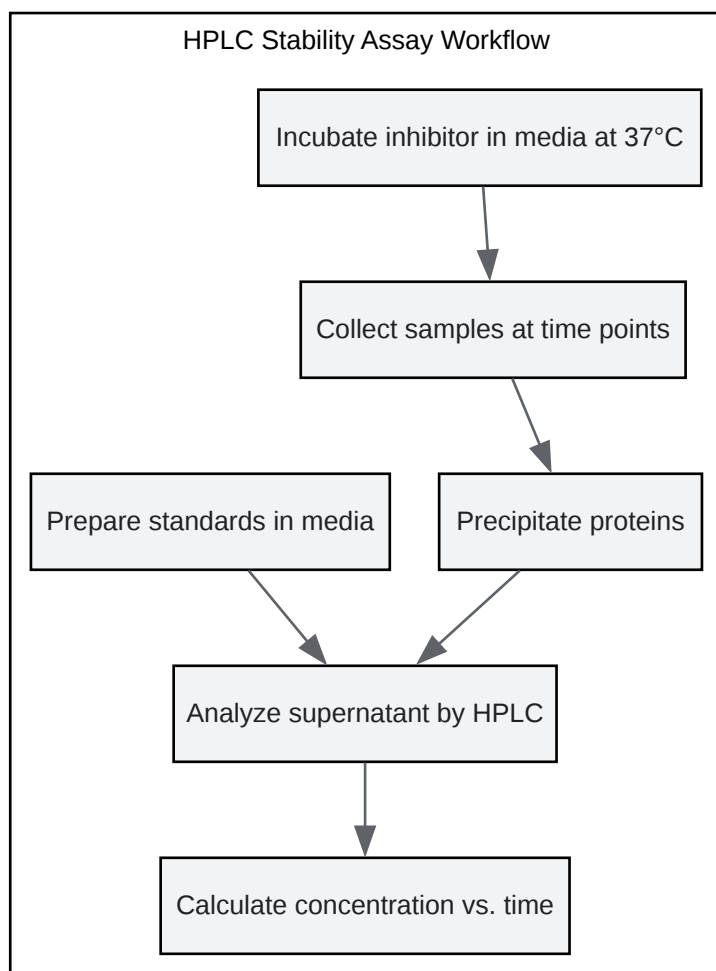 HPLC Stability Assay Workflow
Incubate inhibitor in media at 37°C
Collect samples at time points
Prepare standards in media
Precipitate proteins
Analyze supernatant by HPLC
Calculate concentration vs. time